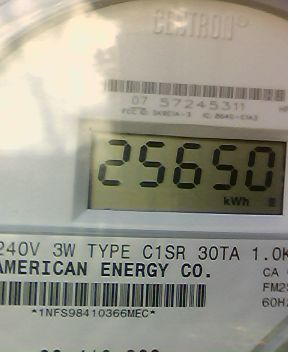 CENTRON®
07 57245311
25650
kWh
240V 3W TYPE C1SR 30TA 1.0K
AMERICAN ENERGY CO.
CA
FM2S
*1NFS98410366MEC*
60HZ